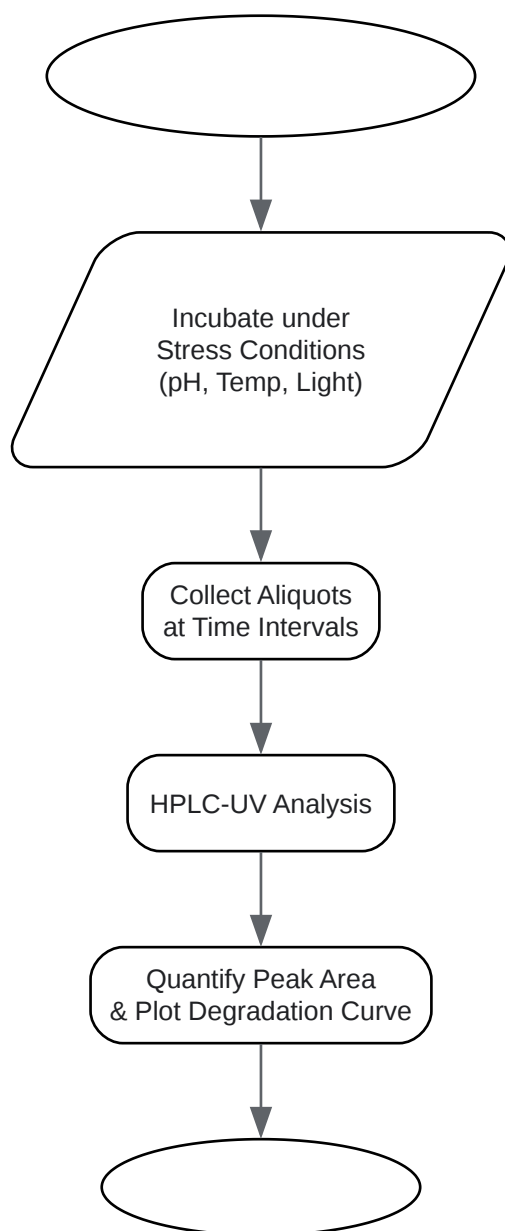 Incubate under
Stress Conditions
(pH, Temp, Light)
Collect Aliquots
at Time Intervals
HPLC-UV Analysis
Quantify Peak Area
& Plot Degradation Curve